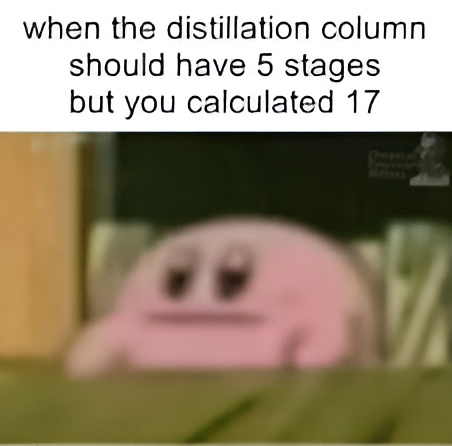 when the distillation column
should have 5 stages
but you calculated 17